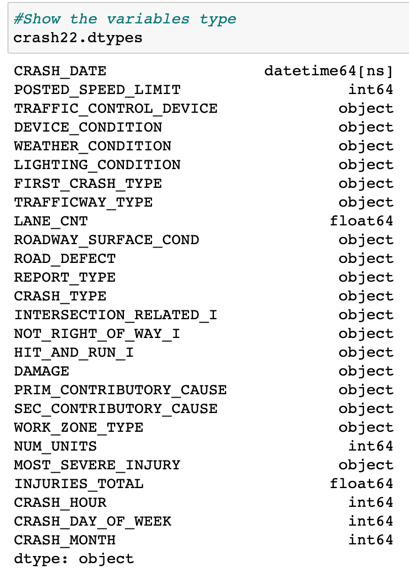 #Show the variables type
crash22.dtypes
CRASH_DATE datetime64[ns]
POSTED_SPEED_LIMIT int64
TRAFFIC_CONTROL_DEVICE object
DEVICE_CONDITION object
WEATHER_CONDITION object
LIGHTING_CONDITION object
FIRST_CRASH_TYPE object
TRAFFICWAY_TYPE object
LANE_CNT float64
ROADWAY_SURFACE_COND object
ROAD_DEFECT object
REPORT_TYPE object
CRASH_TYPE object
INTERSECTION_RELATED_I object
NOT_RIGHT_OF_WAY_I object
HIT_AND_RUN_I object
DAMAGE object
PRIM_CONTRIBUTORY_CAUSE object
SEC_CONTRIBUTORY_CAUSE object
WORK_ZONE_TYPE object
NUM_UNITS int64
MOST_SEVERE_INJURY object
INJURIES_TOTAL float64
CRASH_HOUR int64
CRASH_DAY_OF_WEEK int64
CRASH_MONTH int64
dtype: object